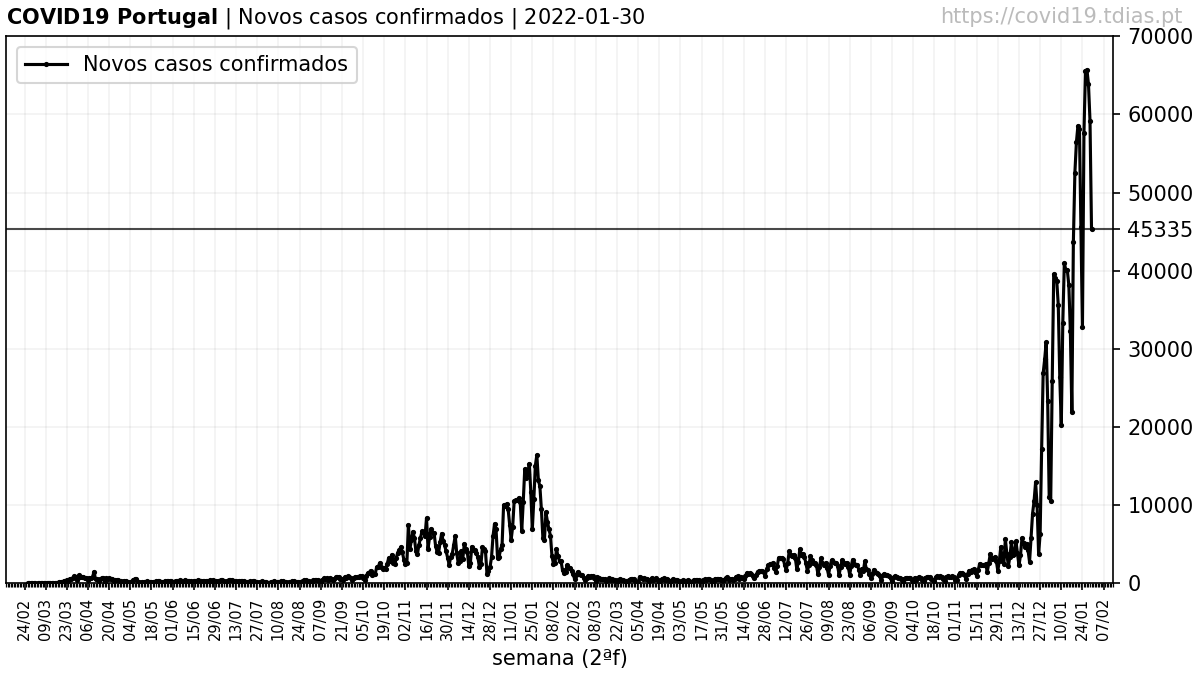 COVID19 Portugal | Novos casos confirmados | 2022-01-30
https://covid19.tdias.pt
Novos casos confirmados
70000
60000
50000
45335
40000
30000
20000
10000
0
24/02 09/03 23/03 06/04 20/04 04/05 18/05 01/06 15/06 29/06 13/07 27/07 10/08 24/08 07/09 21/09 05/10 19/10 02/11 16/11 30/11 14/12 28/12 11/01 25/01 08/02 22/02 08/03 22/03 05/04 19/04 03/05 17/05 31/05 14/06 28/06 12/07 26/07 09/08 23/08 06/09 20/09 04/10 18/10 01/11 15/11 29/11 13/12 27/12 10/01 24/01 07/02
semana (2ªf)